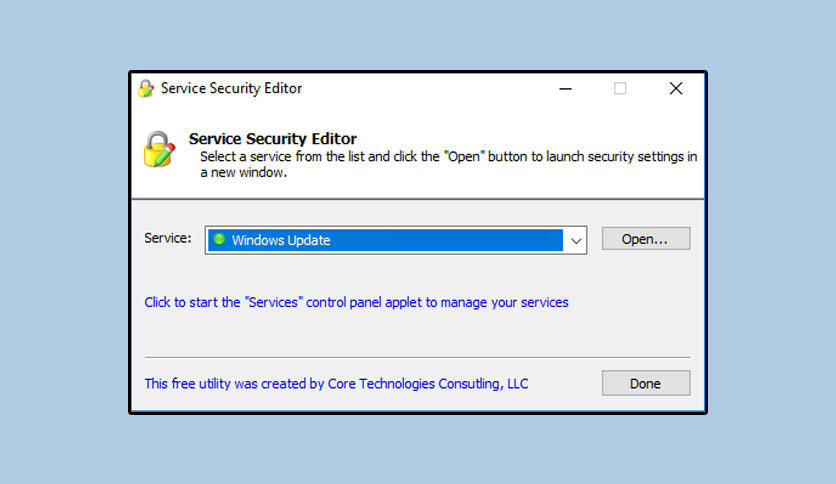 Service Security Editor
Service Security Editor
Select a service from the list and click the "Open" button to launch security settings in
a new window.
Service:
Windows Update
Open...
Click to start the "Services" control panel applet to manage your services
This free utility was created by Core Technologies Consutling, LLC
Done